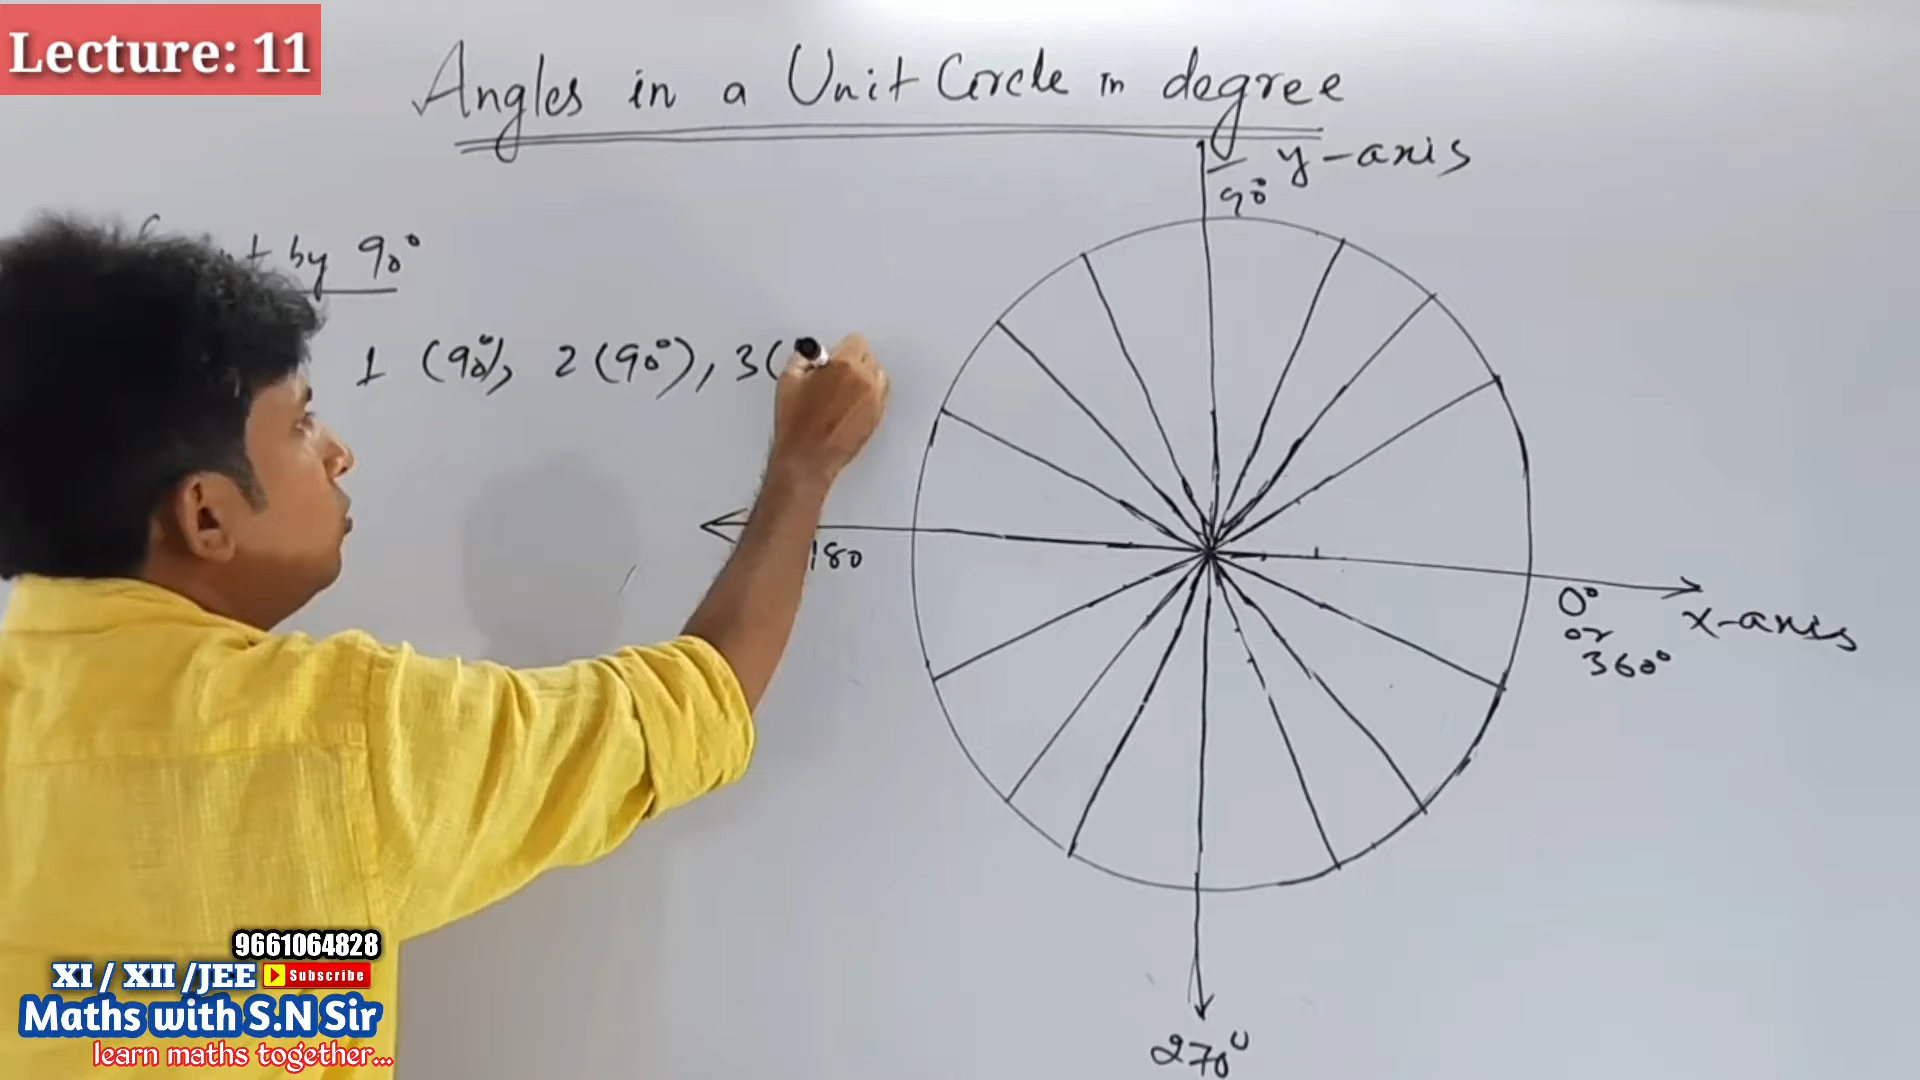 Lecture: 11
Angles in a Unit Circle in degree
y-axis
90°
by 90°
1 (90°), 2 (90°), 3(
180
0°
or
360°
x-axis
270°
9661064828
XI / XII /JEE Subscribe
Maths with S.N Sir
learn maths together...